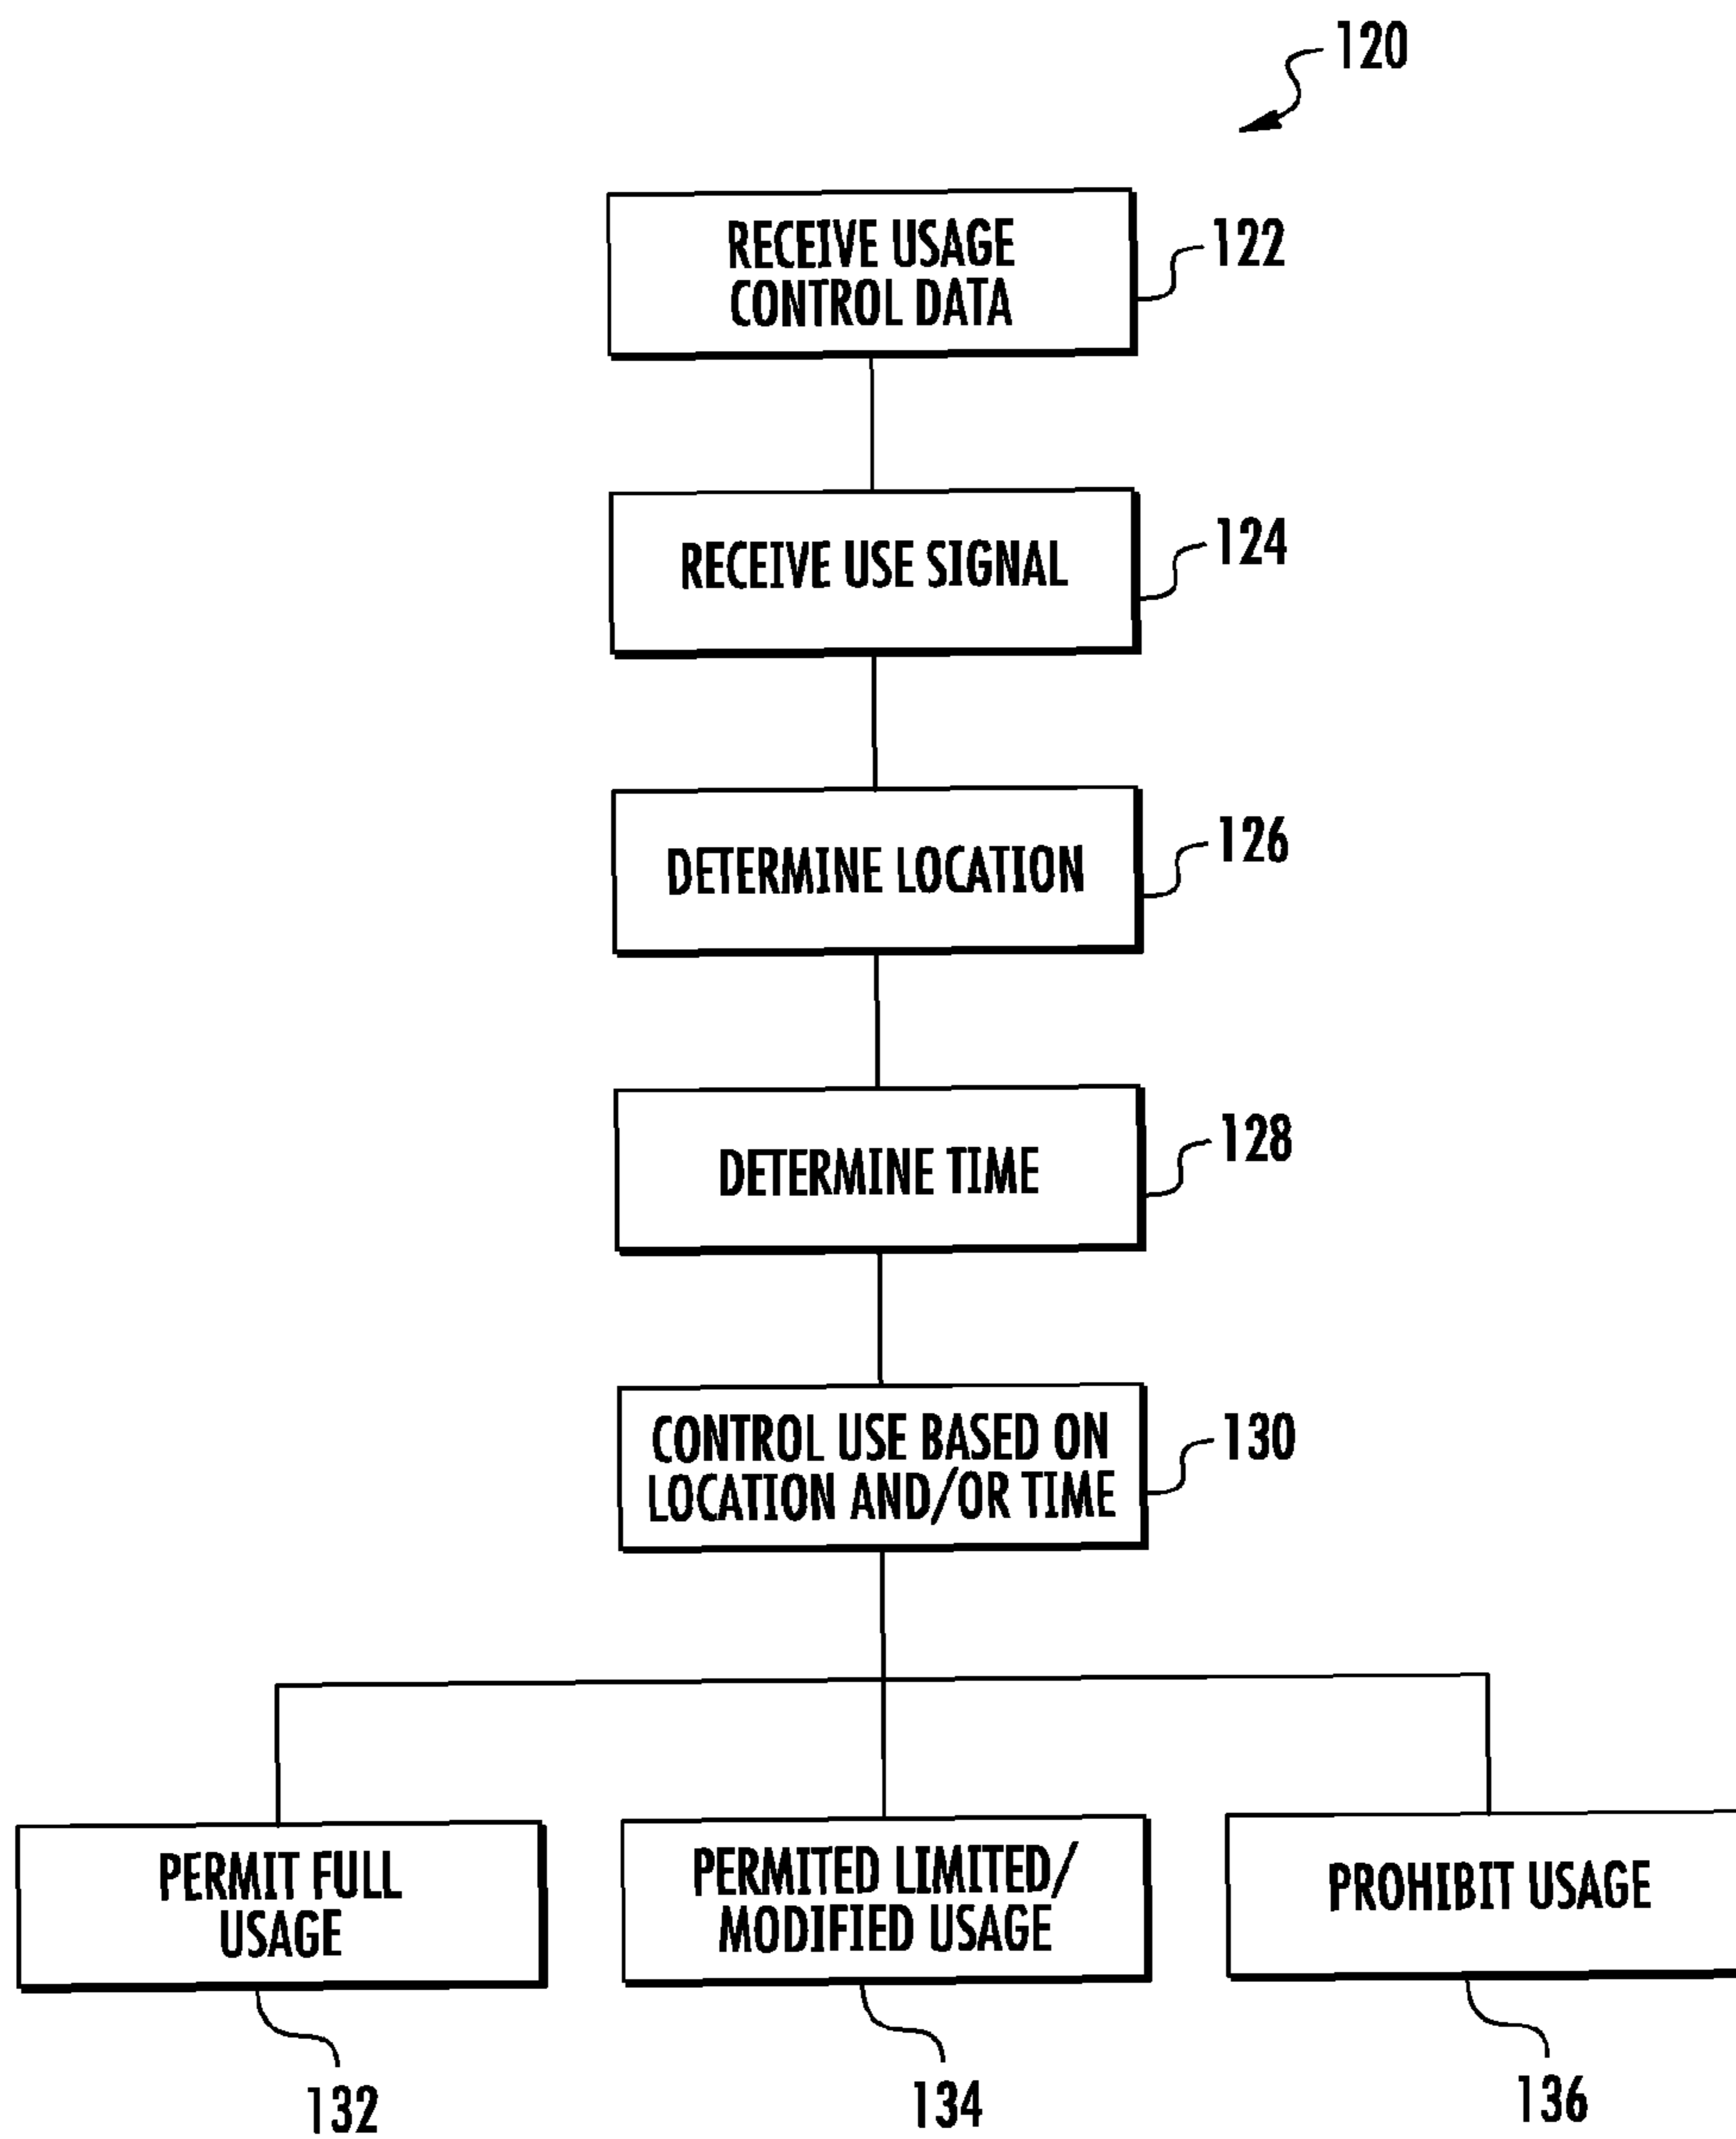 120
RECEIVE USAGE
CONTROL DATA
122
RECEIVE USE SIGNAL
124
DETERMINE LOCATION
126
DETERMINE TIME
128
CONTROL USE BASED ON
LOCATION AND/OR TIME
130
PERMIT FULL
USAGE
132
PERMITED LIMITED/
MODIFIED USAGE
134
PROHIBIT USAGE
136